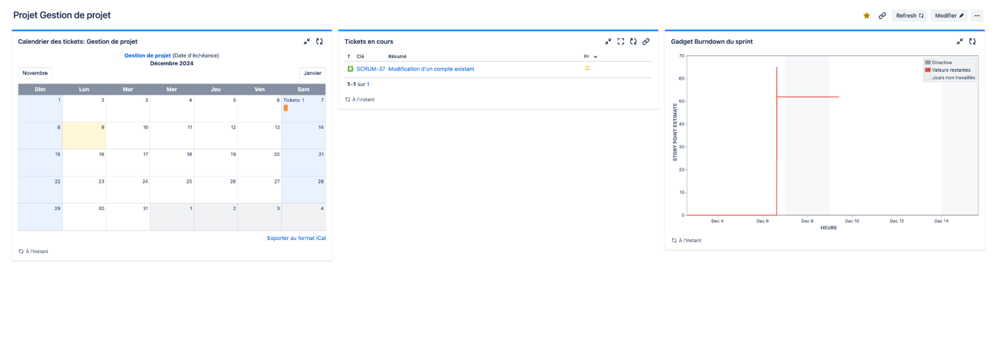 Projet Gestion de projet
Refresh
Modifier
Calendrier des tickets: Gestion de projet
Gestion de projet (Date d'échéance)
Décembre 2024
Novembre
Janvier
Dim Lun Mar Mer Jeu Ven Sam
1 2 3 4 5 6 Tickets: 1 7
8 9 10 11 12 13 14
15 16 17 18 19 20 21
22 23 24 25 26 27 28
29 30 31 1 2 3 4
Exporter au format iCal
À l'instant
Tickets en cours
T Clé Résumé Pr
SCRUM-37 Modification d'un compte existant
1–1 sur 1
À l'instant
Gadget Burndown du sprint
70
60
50
40
30
20
10
0
STORY POINT ESTIMATE
Directive
Valeurs restantes
Jours non travaillés
Dec 4 Dec 6 Dec 8 Dec 10 Dec 12 Dec 14
HEURE
À l'instant